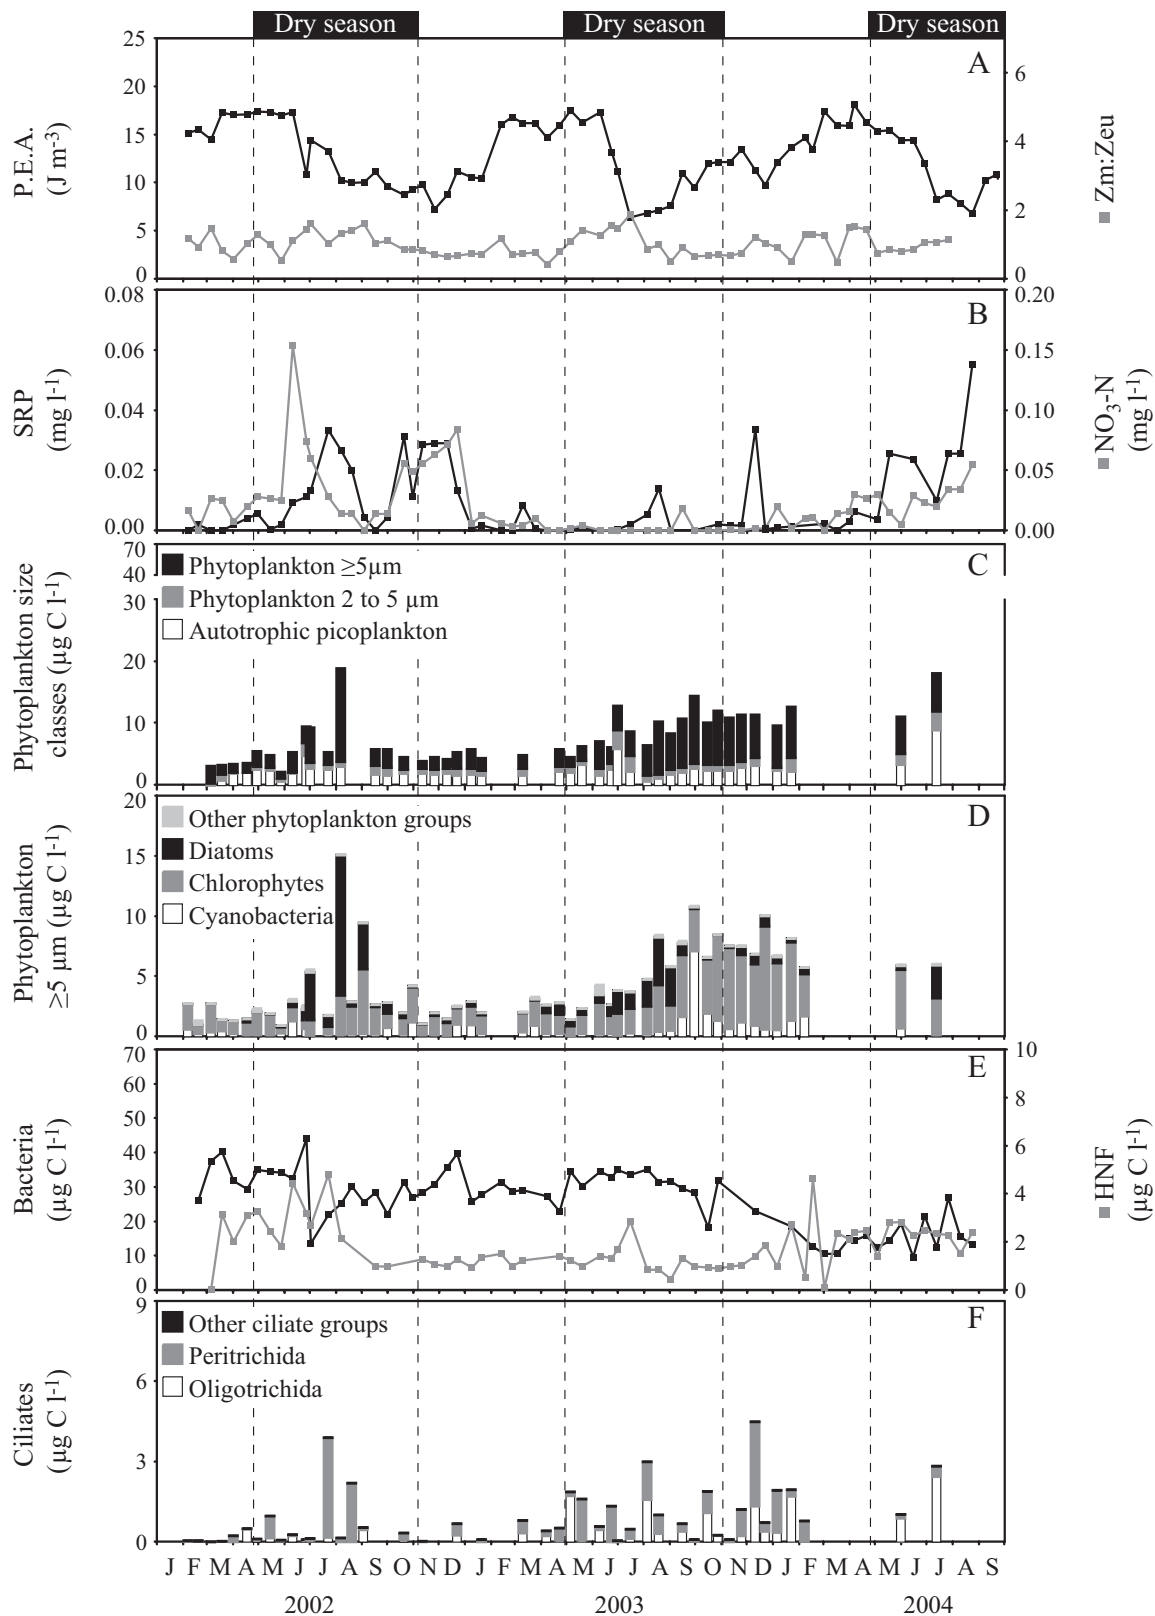 Dry season Dry season Dry season
A
25
20
15
10
5
0
P.E.A.
(J m-3)
6
4
2
0
Zm:Zeu
B
0.08
0.06
0.04
0.02
0.00
SRP
(mg l-1)
0.20
0.15
0.10
0.05
0.00
NO3-N
(mg l-1)
C
70
40
30
20
10
0
Phytoplankton size
classes (µg C l-1)
Phytoplankton ≥5µm
Phytoplankton 2 to 5 µm
Autotrophic picoplankton
D
20
15
10
5
0
Phytoplankton
≥5 µm (µg C l-1)
Other phytoplankton groups
Diatoms
Chlorophytes
Cyanobacteria
E
70
60
50
40
30
20
10
0
Bacteria
(µg C l-1)
10
8
6
4
2
0
HNF
(µg C l-1)
F
9
6
3
0
Ciliates
(µg C l-1)
Other ciliate groups
Peritrichida
Oligotrichida
J F M A M J J A S O N D J F M A M J J A S O N D J F M A M J J A S
2002 2003 2004